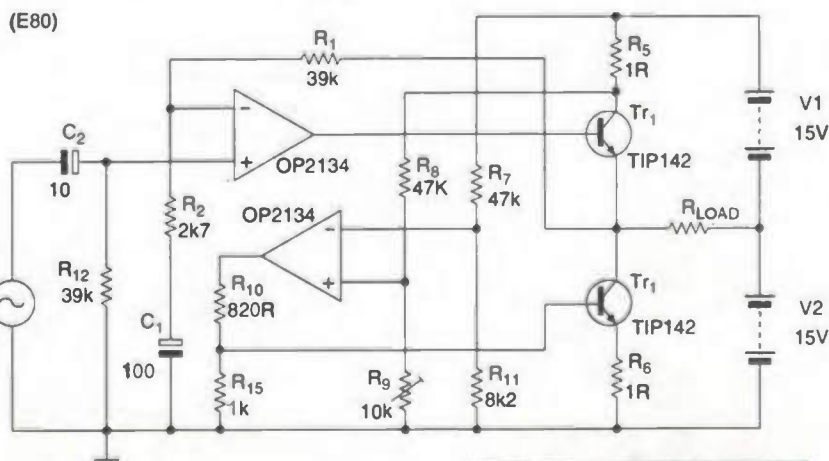 (E80)
R1
39k
R5
1R
V1
15V
Tr1
TIP142
C2
10
OP2134
R8
47K
R7
47k
R2
2k7
OP2134
RLOAD
R12
39k
R10
820R
Tr1
TIP142
V2
15V
C1
100
R15
1k
R9
10k
R11
8k2
R6
1R